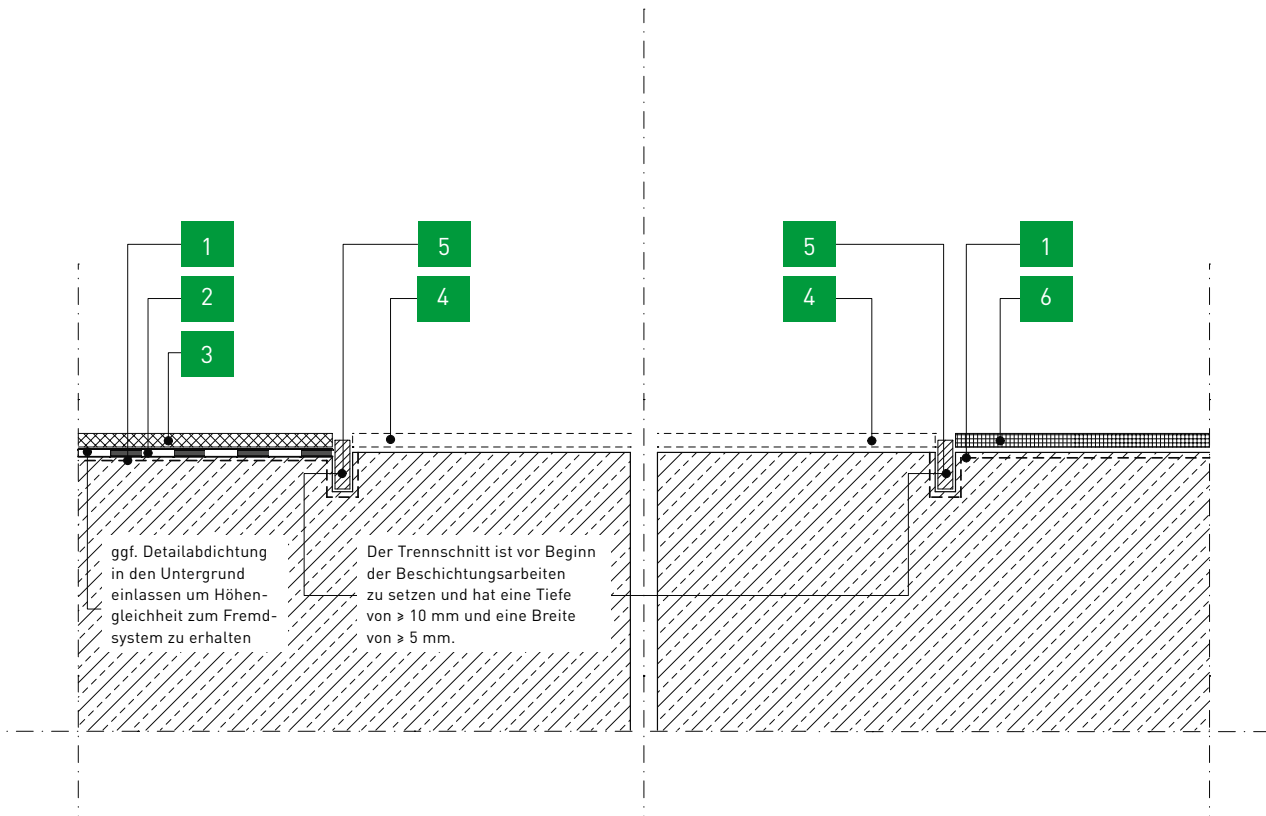 1
5
5
1
2
4
4
6
3
ggf. Detailabdichtung
in den Untergrund
einlassen um Höhen-
gleichheit zum Fremd-
system zu erhalten
Der Trennschnitt ist vor Beginn
der Beschichtungsarbeiten
zu setzen und hat eine Tiefe
von ≥ 10 mm und eine Breite
von ≥ 5 mm.